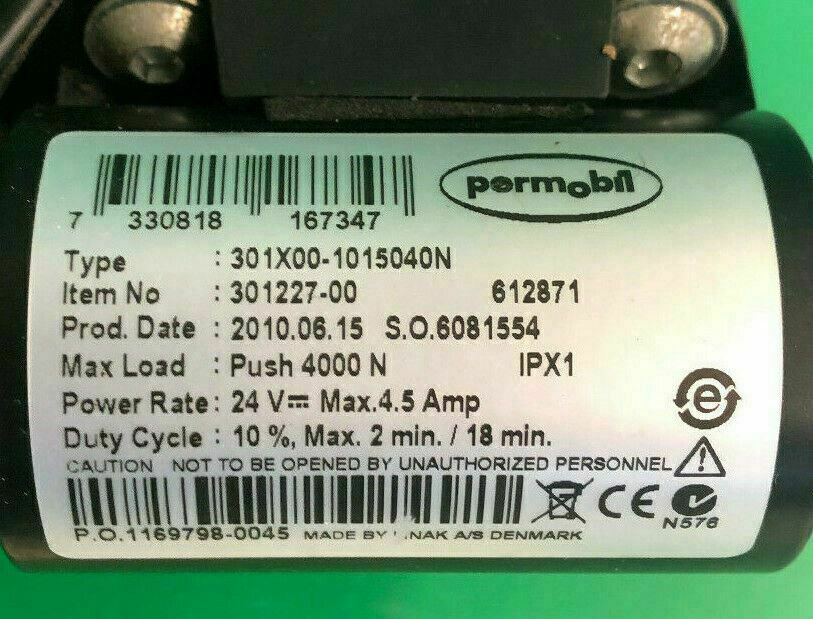 permobil
7 330818 167347
Type : 301X00-1015040N
Item No : 301227-00 612871
Prod. Date : 2010.06.15 S.O.6081554
Max Load : Push 4000 N IPX1
Power Rate: 24 V⎓ Max.4.5 Amp
e
Duty Cycle : 10 %, Max. 2 min. / 18 min.
CAUTION NOT TO BE OPENED BY UNAUTHORIZED PERSONNEL
CE
N576
P.O.1169798-0045 MADE BY A/S DENMARK